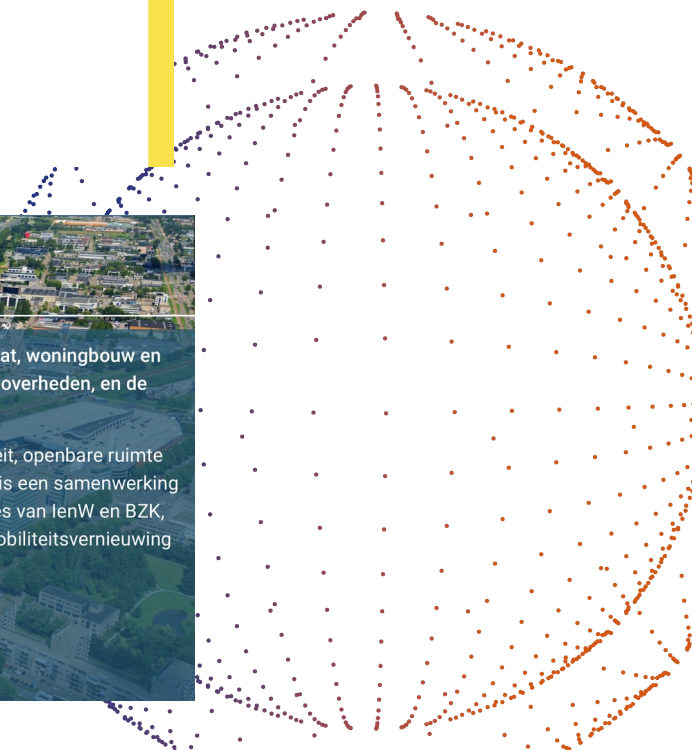 at, woningbouw en
overheden, en de
eit, openbare ruimte
is een samenwerking
es van IenW en BZK,
obiliteitsvernieuwing